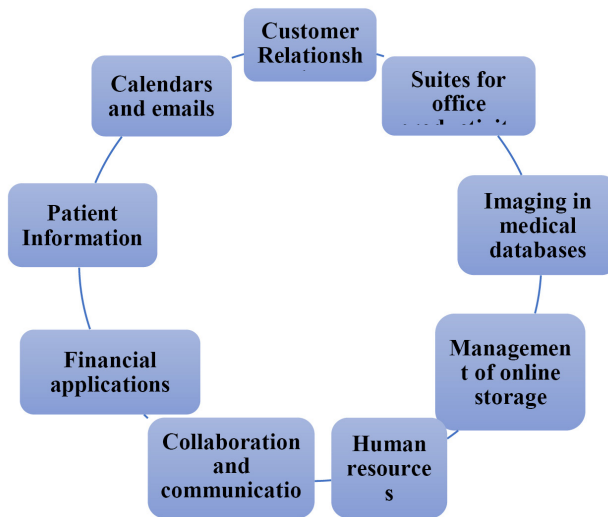 Customer
Relationsh
Suites for
office
productivit
Imaging in
medical
databases
Managemen
t of online
storage
Human
resource
s
Collaboration
and
communicatio
Financial
applications
Patient
Information
Calendars
and emails